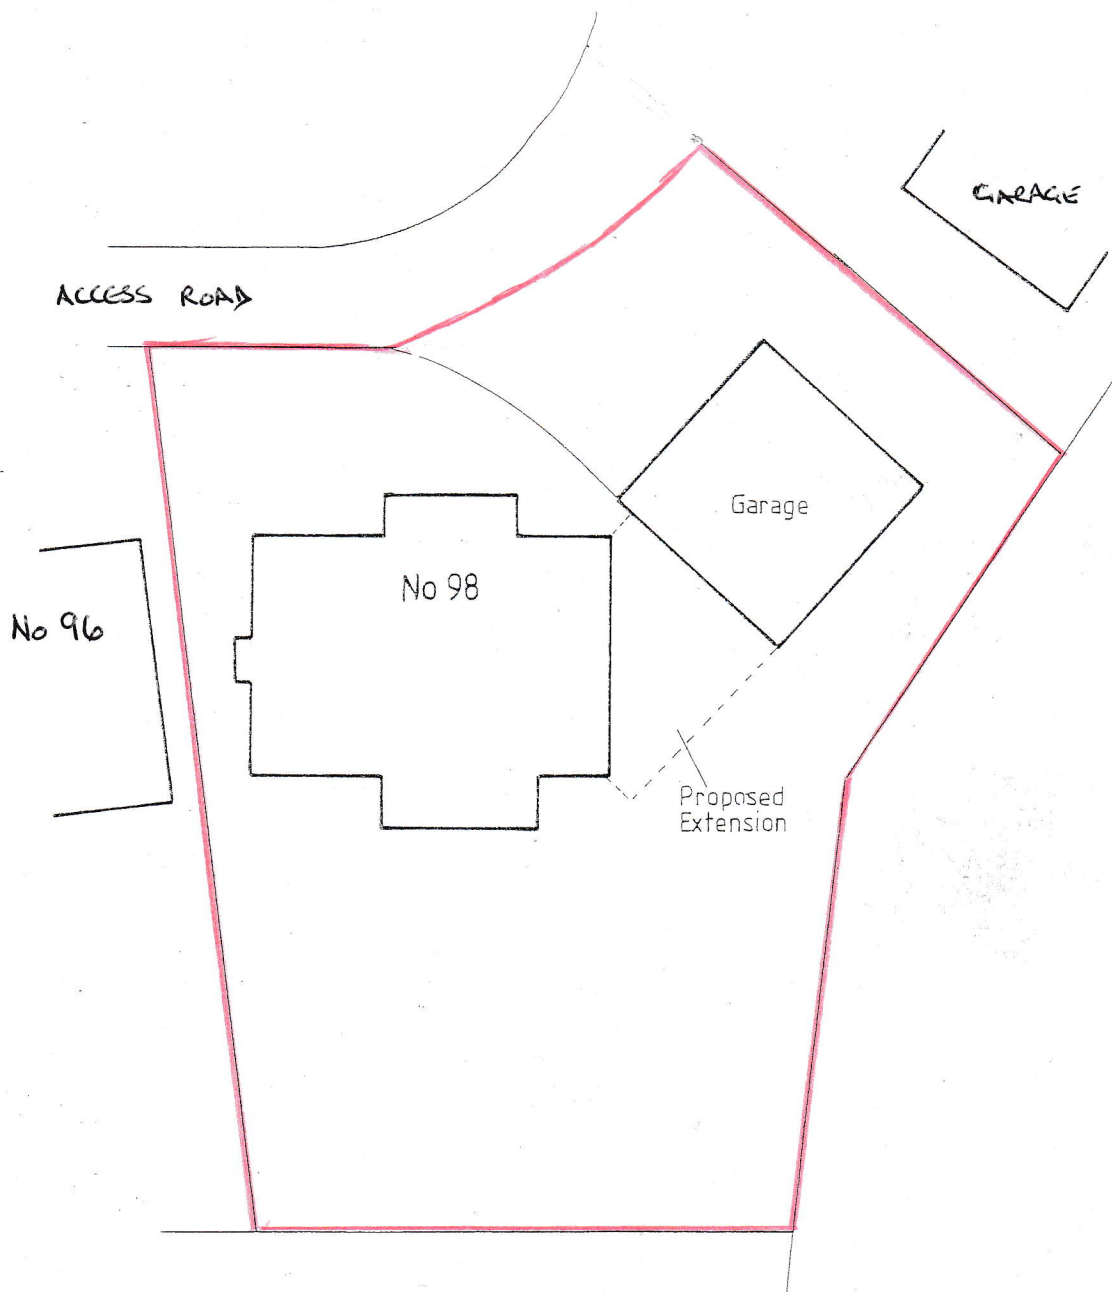 GARAGE
ACCESS ROAD
Garage
No 98
No 96
Proposed
Extension